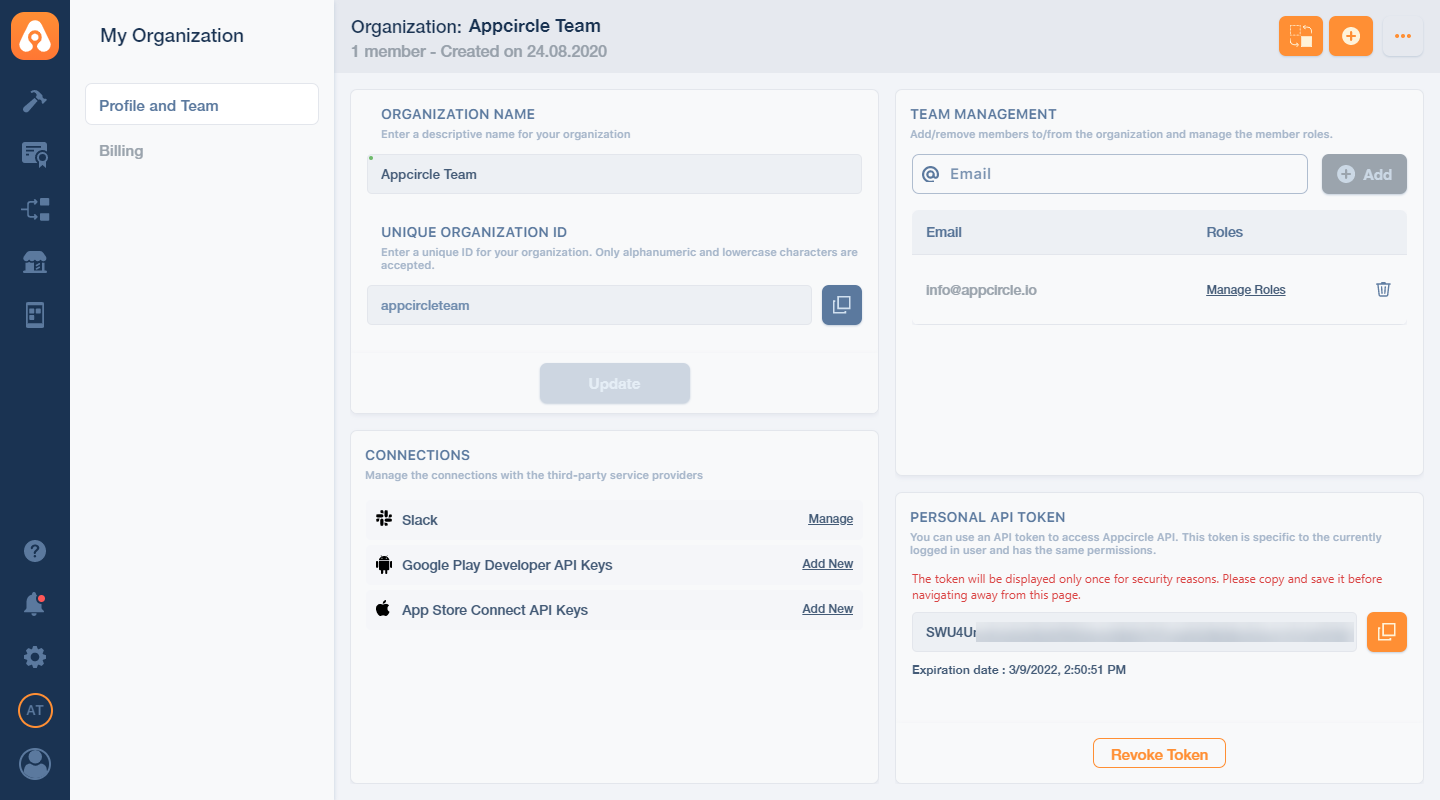 My Organization
Profile and Team
Billing
AT
Organization: Appcircle Team
1 member - Created on 24.08.2020
ORGANIZATION NAME
Enter a descriptive name for your organization
Appcircle Team
UNIQUE ORGANIZATION ID
Enter a unique ID for your organization. Only alphanumeric and lowercase characters are
accepted.
appcircleteam
Update
CONNECTIONS
Manage the connections with the third-party service providers
Slack Manage
Google Play Developer API Keys Add New
App Store Connect API Keys Add New
TEAM MANAGEMENT
Add/remove members to/from the organization and manage the member roles.
Email Add
Email Roles
info@appcircle.io Manage Roles
PERSONAL API TOKEN
You can use an API token to access Appcircle API. This token is specific to the currently
logged in user and has the same permissions.
The token will be displayed only once for security reasons. Please copy and save it before
navigating away from this page.
Expiration date : 3/9/2022, 2:50:51 PM
Revoke Token